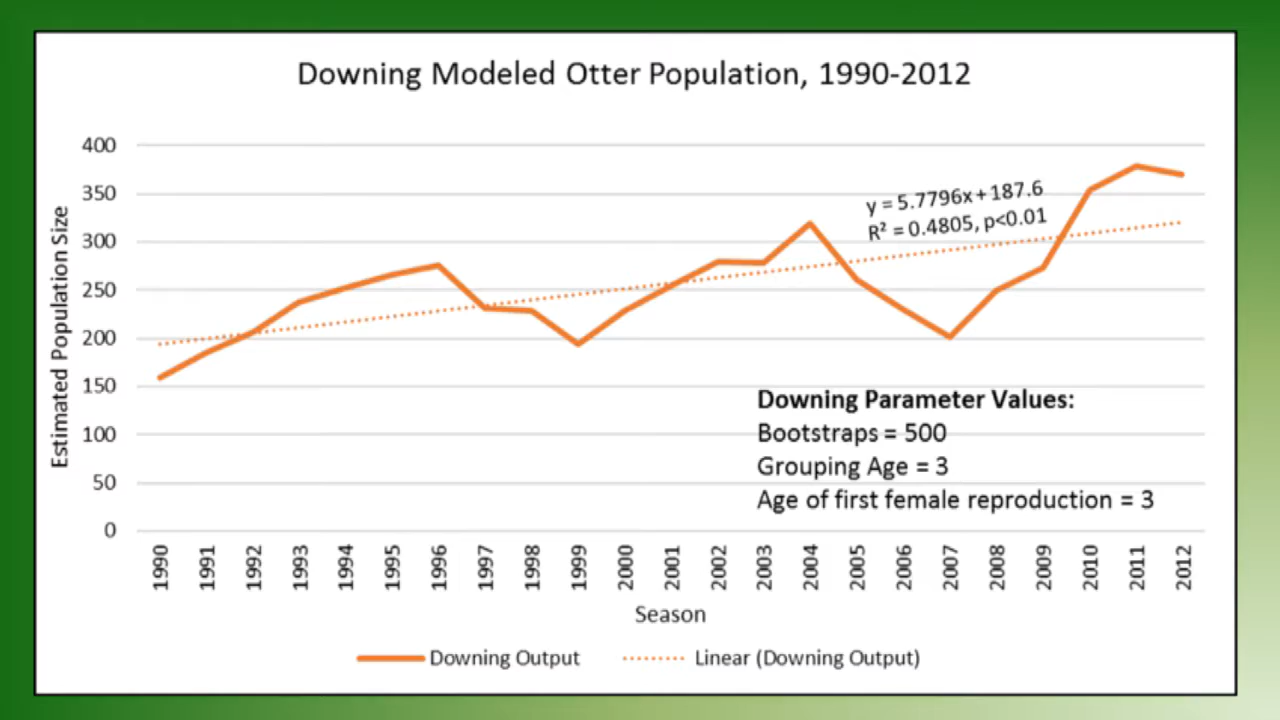 Downing Modeled Otter Population, 1990-2012
Estimated Population Size
400
350
300
250
200
150
100
50
0
y = 5.7796x + 187.6
R² = 0.4805, p<0.01
Downing Parameter Values:
Bootstraps = 500
Grouping Age = 3
Age of first female reproduction = 3
1990 1991 1992 1993 1994 1995 1996 1997 1998 1999 2000 2001 2002 2003 2004 2005 2006 2007 2008 2009 2010 2011 2012
Season
Downing Output Linear (Downing Output)